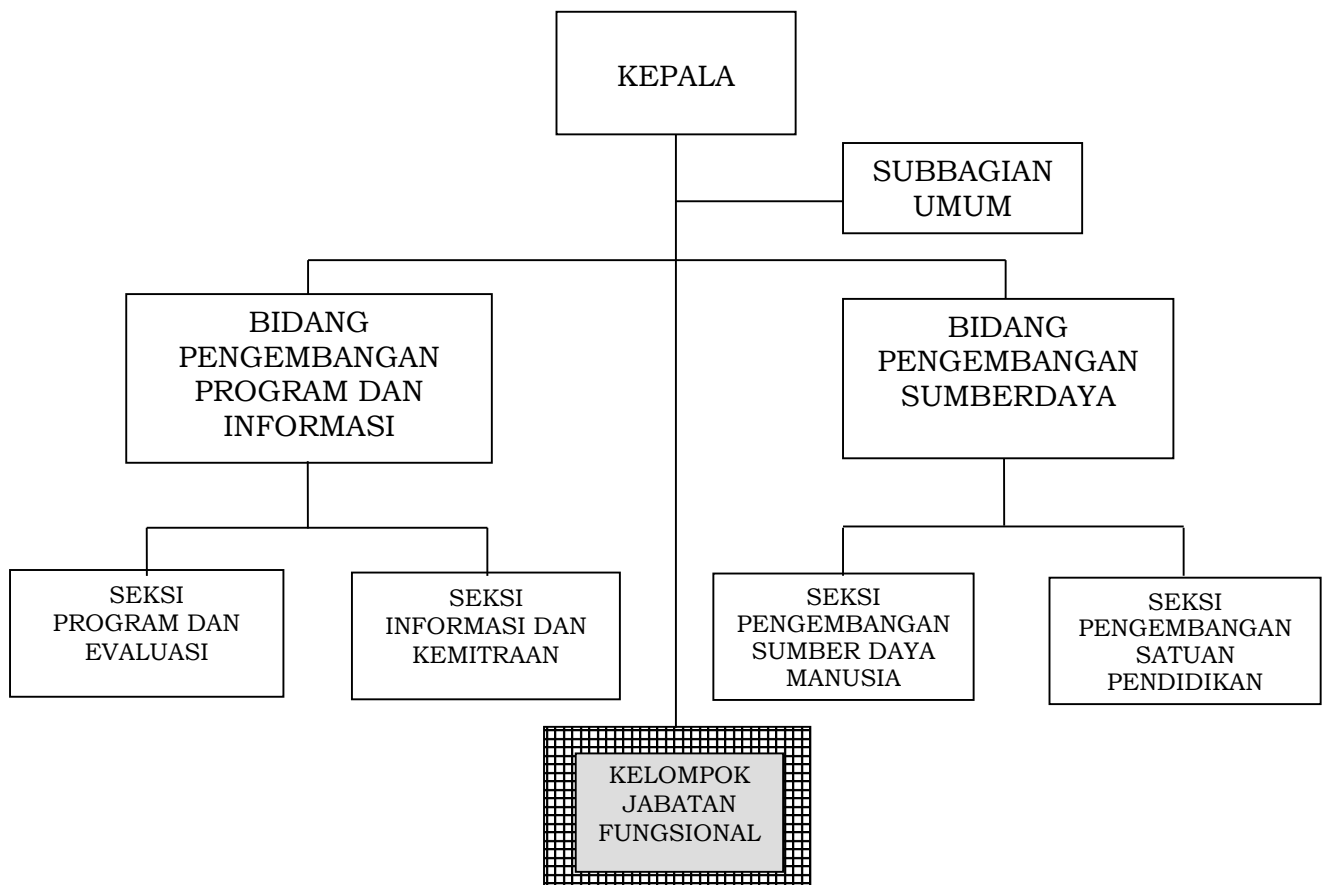 KEPALA
SUBBAGIAN
UMUM
BIDANG
PENGEMBANGAN
PROGRAM DAN
INFORMASI
BIDANG
PENGEMBANGAN
SUMBERDAYA
SEKSI
PROGRAM DAN
EVALUASI
SEKSI
INFORMASI DAN
KEMITRAAN
SEKSI
PENGEMBANGAN
SUMBER DAYA
MANUSIA
SEKSI
PENGEMBANGAN
SATUAN
PENDIDIKAN
KELOMPOK
JABATAN
FUNGSIONAL